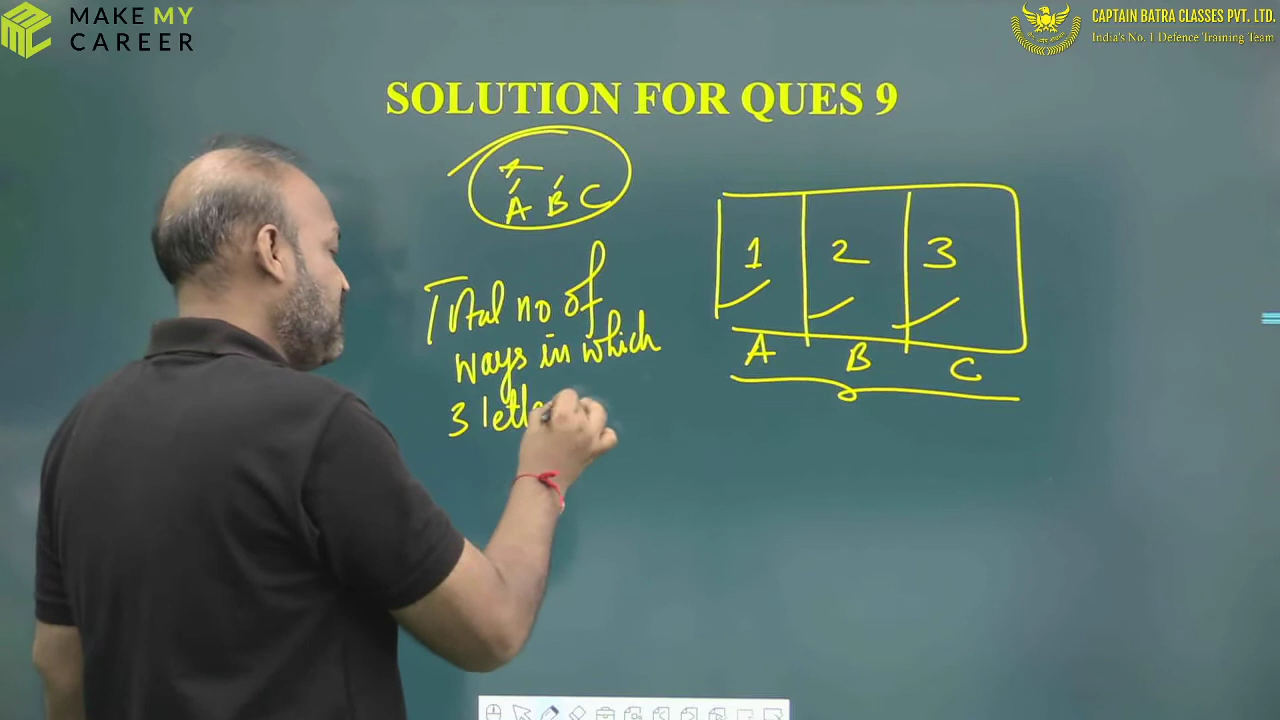 MAKE MY
CAREER
CAPTAIN BATRA CLASSES PVT. LTD.
India's No. 1 Defence Training Team
SOLUTION FOR QUES 9
A B C
Total no of
ways in which
3 lette
1 2 3
A B C